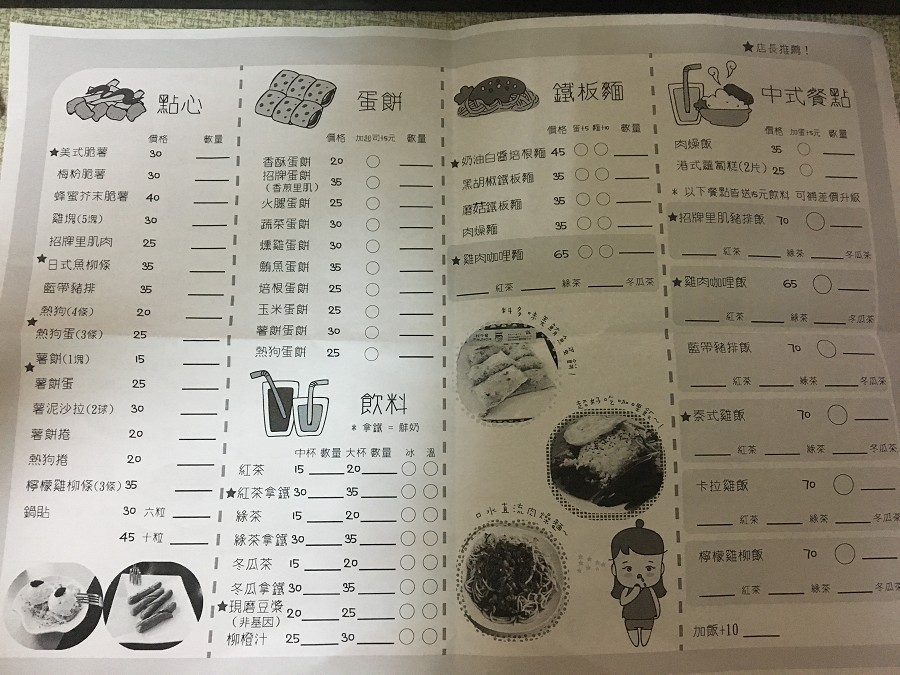 ★店長推薦！
點心
價格 數量
★美式脆薯 30
梅粉脆薯 30
蜂蜜芥末脆薯 40
雞塊(5塊) 30
招牌里肌肉 25
★日式魚柳條 35
藍帶豬排 35
熱狗(4條) 20
★熱狗蛋(3條) 25
薯餅(1塊) 15
★薯餅蛋 25
薯泥沙拉(2球) 30
薯餅捲 20
熱狗捲 20
檸檬雞柳條(3條) 35
鍋貼 30 六粒
45 十粒
蛋餅
價格 加起司+5元 數量
香酥蛋餅 20
招牌蛋餅 35
(香煎里肌)
火腿蛋餅 25
蔬菜蛋餅 30
燻雞蛋餅 30
鮪魚蛋餅 35
培根蛋餅 25
玉米蛋餅 25
薯餅蛋餅 30
熱狗蛋餅 25
飲料
* 拿鐵 = 鮮奶
中杯 數量 大杯 數量 冰 溫
紅茶 15 20
★紅茶拿鐵 30 35
綠茶 15 20
綠茶拿鐵 30 35
冬瓜茶 15 20
冬瓜拿鐵 30 35
★現磨豆漿 20 25
(非基因)
柳橙汁 25 30
鐵板麵
價格 蛋+5 麵+10 數量
★奶油白醬培根麵 45
黑胡椒鐵板麵 35
蘑菇鐵板麵 35
肉燥麵 35
★雞肉咖哩麵 65
紅茶 綠茶 冬瓜茶
超好吃咖哩飯~!
口水直流肉燥麵~
中式餐點
價格 加蛋+5元 數量
肉燥飯 35
港式蘿蔔糕(2片) 25
* 以下餐點皆送15元飲料 可補差價升級
★招牌里肌豬排飯 70
紅茶 綠茶 冬瓜茶
★雞肉咖哩飯 65
紅茶 綠茶 冬瓜茶
藍帶豬排飯 70
紅茶 綠茶 冬瓜茶
★泰式雞飯 70
紅茶 綠茶 冬瓜茶
卡拉雞飯 70
紅茶 綠茶 冬瓜茶
檸檬雞柳飯 70
紅茶 綠茶 冬瓜茶
加飯+10